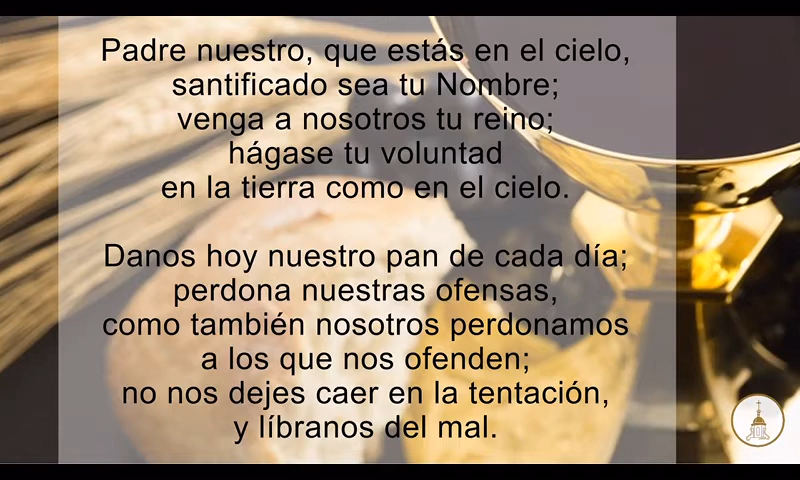 Padre nuestro, que estás en el cielo,
santificado sea tu Nombre;
venga a nosotros tu reino;
hágase tu voluntad
en la tierra como en el cielo.
Danos hoy nuestro pan de cada día;
perdona nuestras ofensas,
como también nosotros perdonamos
a los que nos ofenden;
no nos dejes caer en la tentación,
y líbranos del mal.